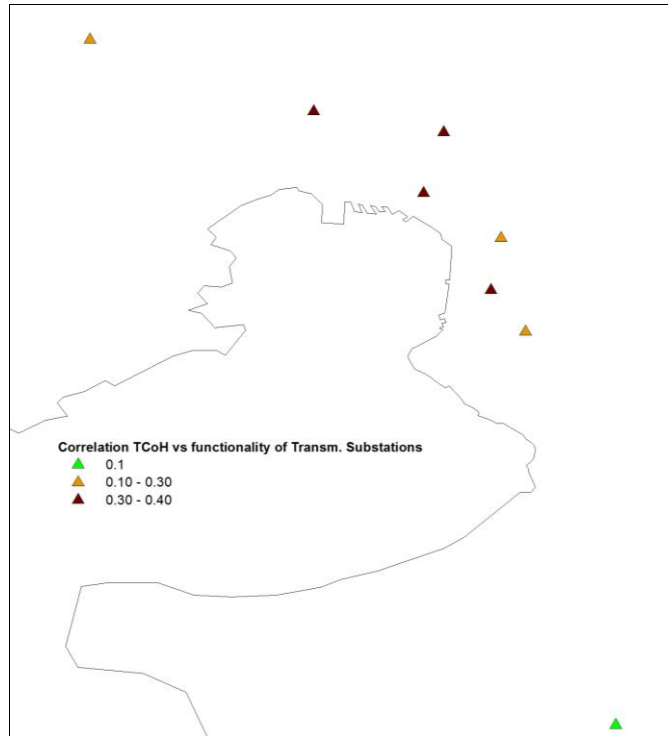 Correlation TCoH vs functionality of Transm. Substations
0.1
0.10 - 0.30
0.30 - 0.40